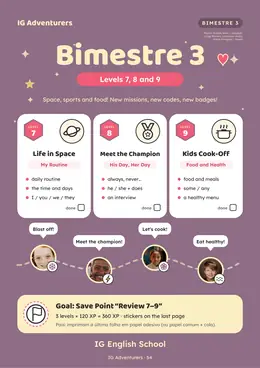 IG Adventurers
BIMESTRE 3
Bimestre 3
Levels 7, 8 and 9
Space, sports and food! New missions, new codes, new badges!
LEVEL 7
Life in Space
My Routine
daily routine
the time and days
I / you / we / they
done
LEVEL 8
Meet the Champion
His Day, Her Day
always, never...
he / she + does
an interview
done
LEVEL 9
Kids Cook-Off
Food and Health
food and meals
some / any
a healthy menu
done
Blast off!
Meet the champion!
Let's cook!
Eat healthy!
Goal: Save Point "Review 7–9"
3 levels = 120 XP = 360 XP · stickers on the last page
IG English School
IG Adventurers · 54